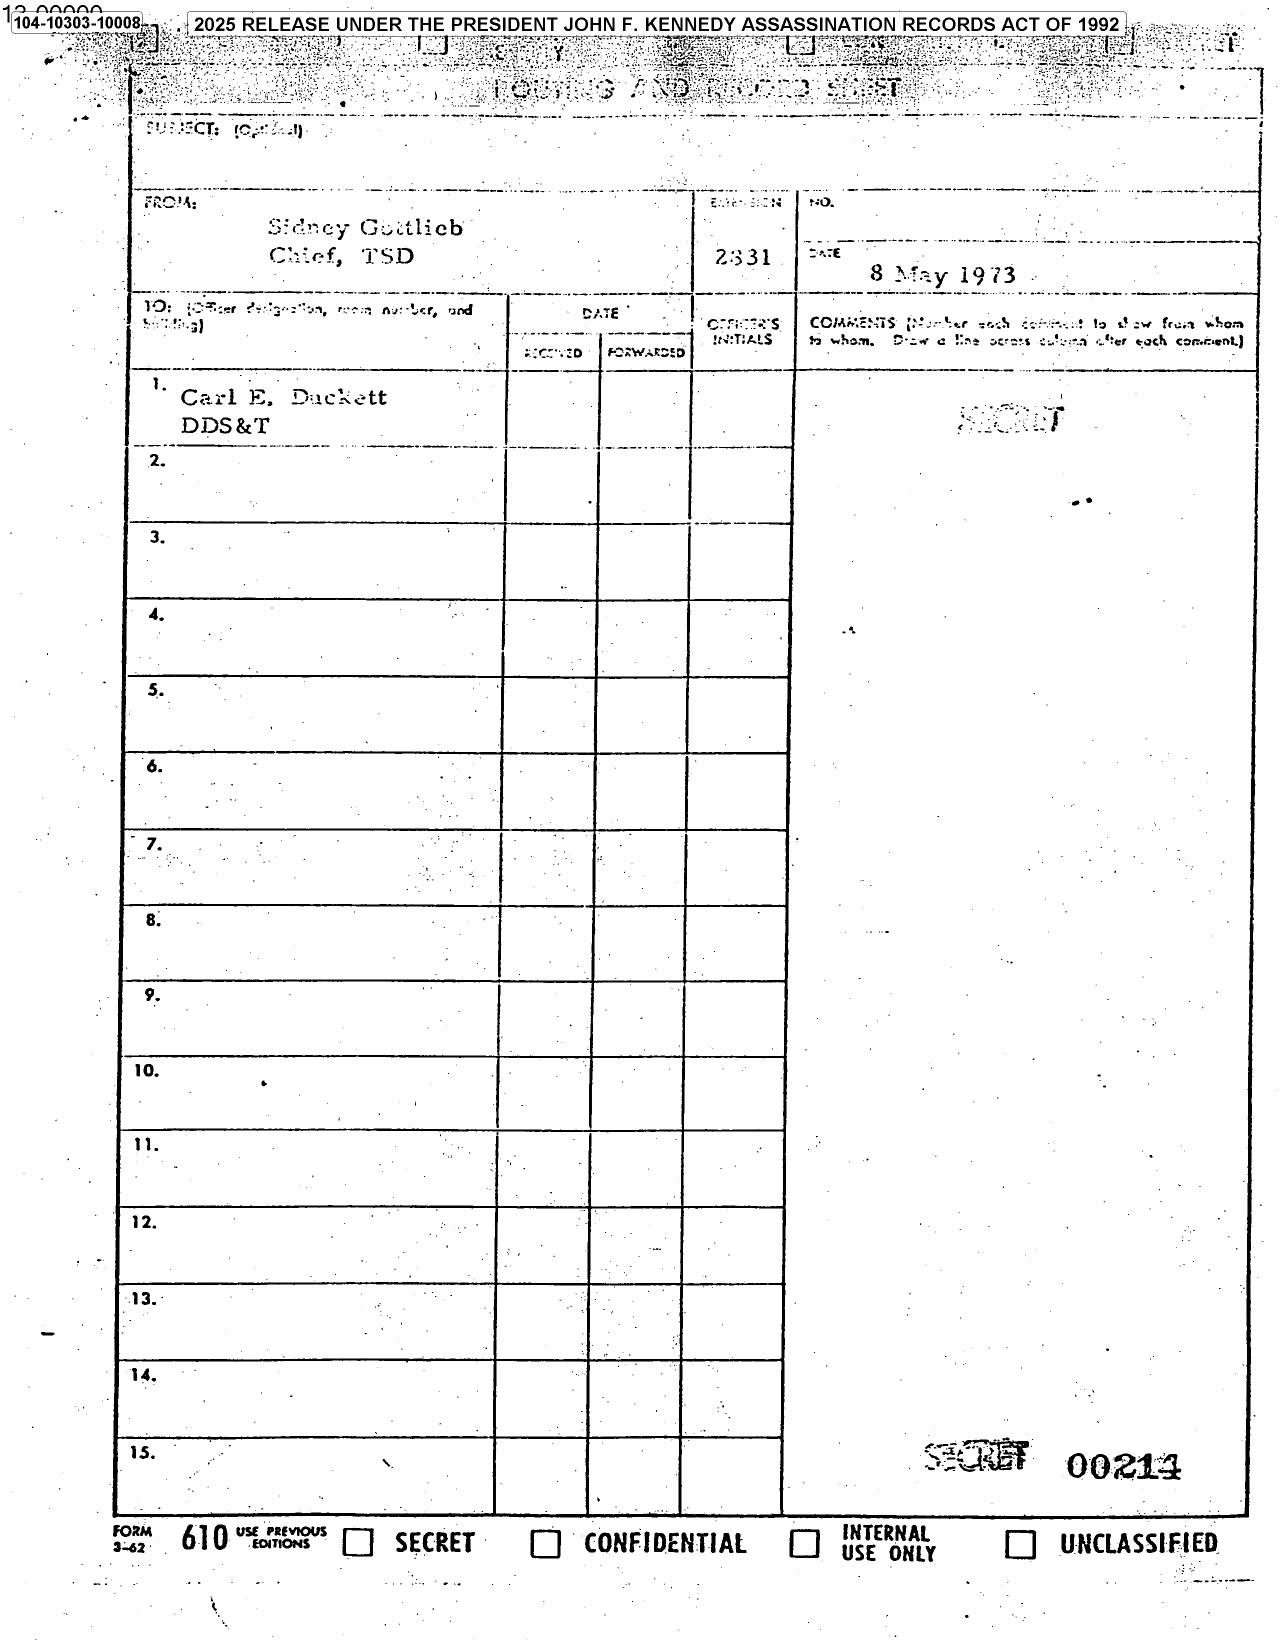 13-00000
104-10303-10008
2025 RELEASE UNDER THE PRESIDENT JOHN F. KENNEDY ASSASSINATION RECORDS ACT OF 1992
ROUTING AND RECORD SHEET
SUBJECT: (Optional)
FROM:
Sidney Gottlieb
Chief, TSD
EXTENSION
2831
NO.
DATE
8 May 1973
TO: (Officer designation, room number, and
building)
DATE
RECEIVED
FORWARDED
OFFICER'S
INITIALS
COMMENTS (Number each comment to show from whom
to whom. Draw a line across column after each comment.)
1. Carl E. Duckett
DDS&T
SECRET
2.
3.
4.
5.
6.
7.
8.
9.
10.
11.
12.
13.
14.
15.
SECRET
FORM
3-62
610
USE PREVIOUS
EDITIONS
SECRET
CONFIDENTIAL
INTERNAL
USE ONLY
UNCLASSIFIED